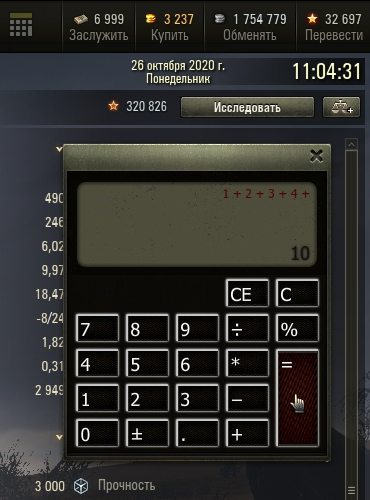 6 999 3 237 1 754 779 32 697
Заслужить Купить Обменять Перевести
26 октября 2020 г.
Понедельник
11:04:31
320 826 Исследовать
1 + 2 + 3 + 4 +
10
CE C
7 8 9 ÷ %
4 5 6 * =
1 2 3 −
0 ± . +
490
246
6,02
9,97
18,47
-8/24
1,82
0,31
2 949
3 000 Прочность